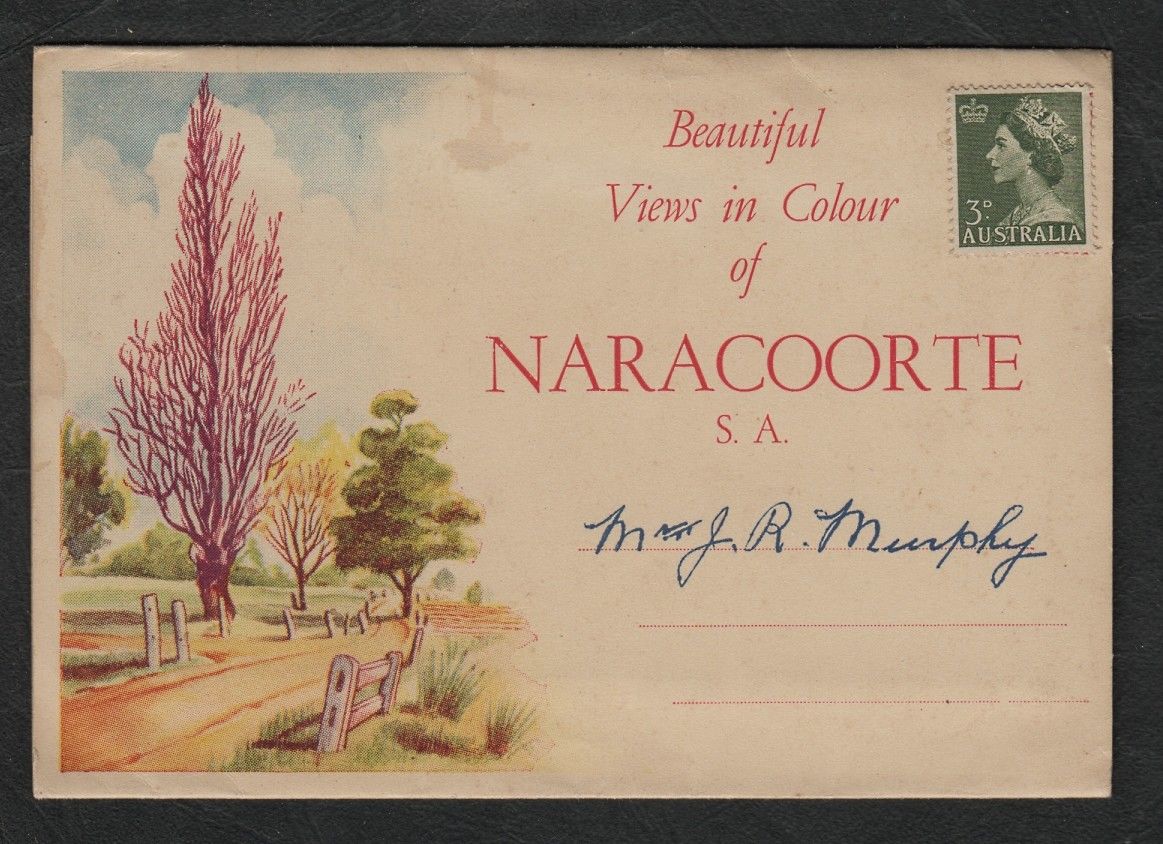 Beautiful
Views in Colour
of
NARACOORTE
S. A.
3D.
AUSTRALIA
Mrs J. R. Murphy